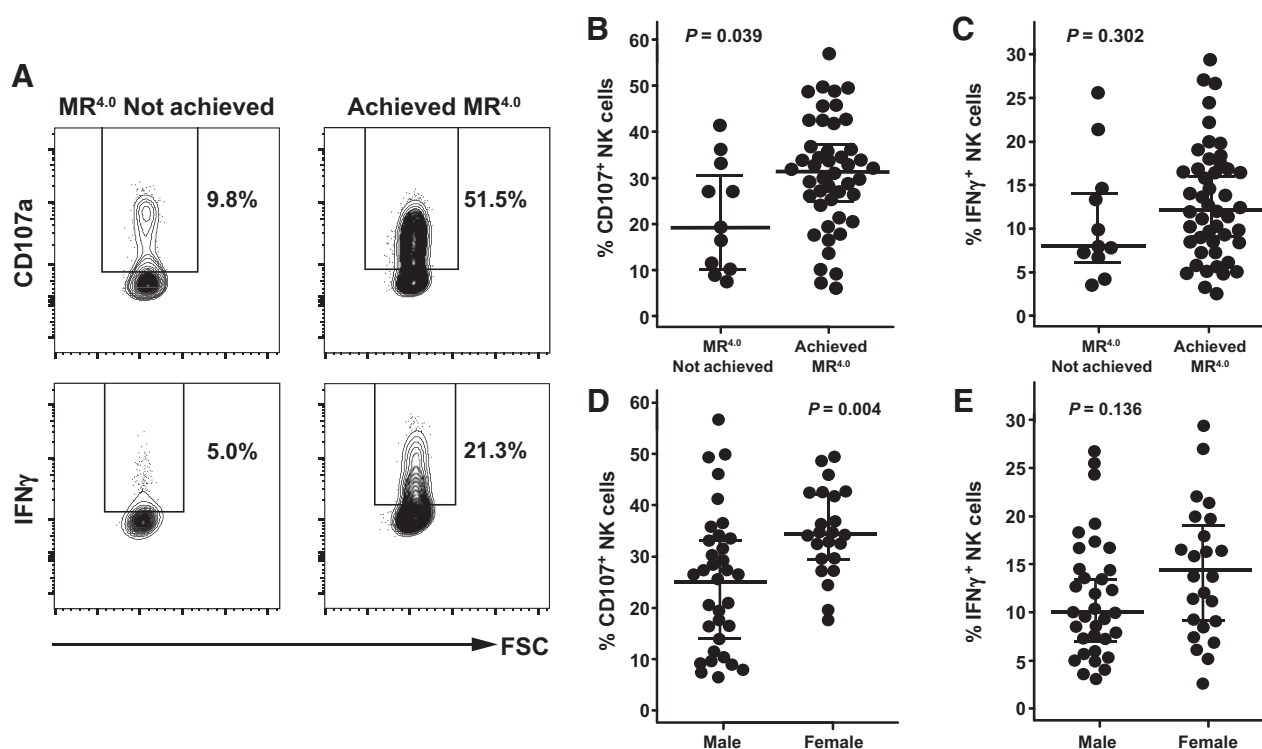 A
MR4.0 Not achieved
Achieved MR4.0
CD107a
9.8%
51.5%
IFNγ
5.0%
21.3%
FSC
B
P = 0.039
% CD107+ NK cells
60
50
40
30
20
10
0
MR4.0
Not achieved
Achieved
MR4.0
C
P = 0.302
% IFNγ+ NK cells
30
25
20
15
10
5
0
MR4.0
Not achieved
Achieved
MR4.0
D
P = 0.004
% CD107+ NK cells
60
50
40
30
20
10
0
Male
Female
E
P = 0.136
% IFNγ+ NK cells
30
25
20
15
10
5
0
Male
Female